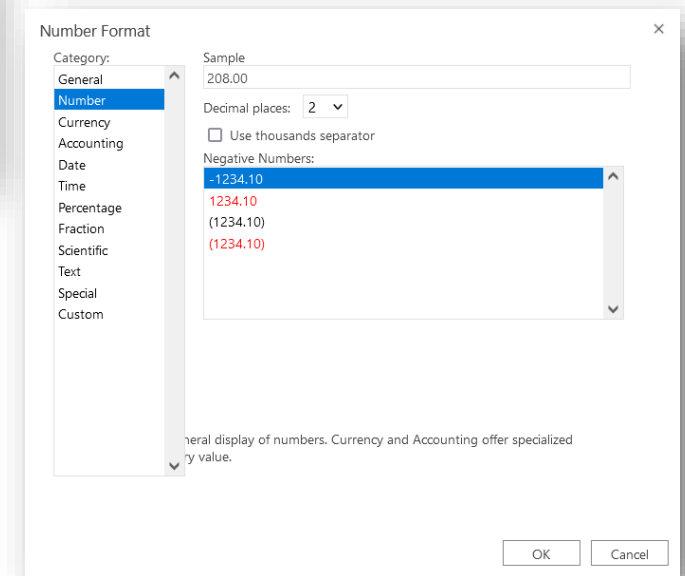 Number Format
Category:
General
Number
Currency
Accounting
Date
Time
Percentage
Fraction
Scientific
Text
Special
Custom
Sample
208.00
Decimal places: 2
Use thousands separator
Negative Numbers:
-1234.10
1234.10
(1234.10)
(1234.10)
display of numbers. Currency and Accounting offer specialized
value.
OK Cancel